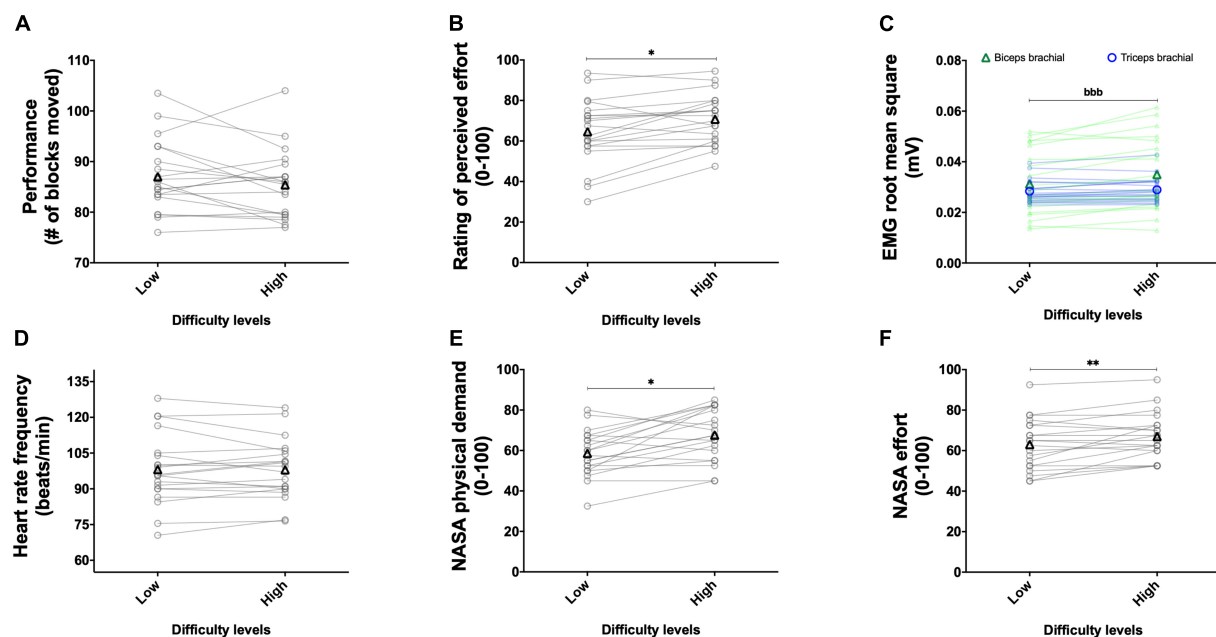 A
Performance
(# of blocks moved)
110
100
90
80
70
Low
High
Difficulty levels
B
Rating of perceived effort
(0-100)
100
80
60
40
20
0
*
Low
High
Difficulty levels
C
EMG root mean square
(mV)
Biceps brachial
Triceps brachial
0.08
0.06
0.04
0.02
0.00
bbb
Low
High
Difficulty levels
D
Heart rate frequency
(beats/min)
135
120
105
90
75
60
Low
High
Difficulty levels
E
NASA physical demand
(0-100)
100
80
60
40
20
0
*
Low
High
Difficulty levels
F
NASA effort
(0-100)
100
80
60
40
20
0
**
Low
High
Difficulty levels